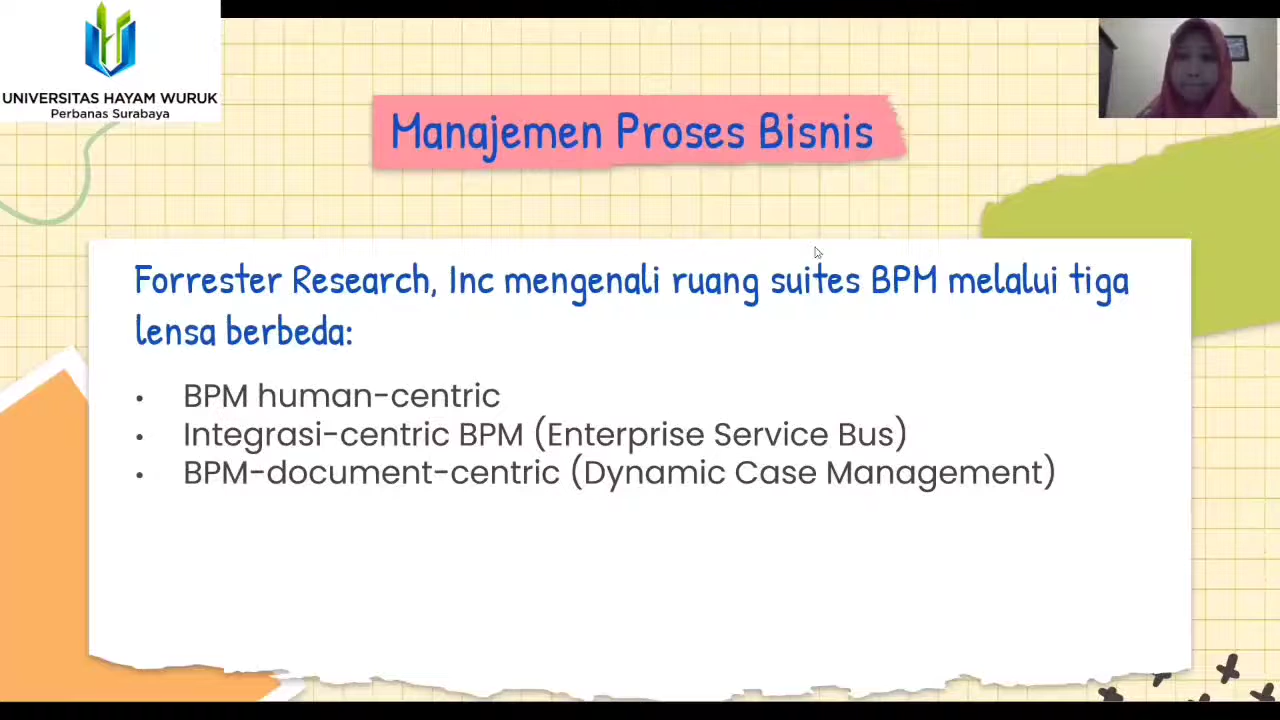 UNIVERSITAS HAYAM WURUK
Perbanas Surabaya
Manajemen Proses Bisnis
Forrester Research, Inc mengenali ruang suites BPM melalui tiga
lensa berbeda:
• BPM human-centric
• Integrasi-centric BPM (Enterprise Service Bus)
• BPM-document-centric (Dynamic Case Management)